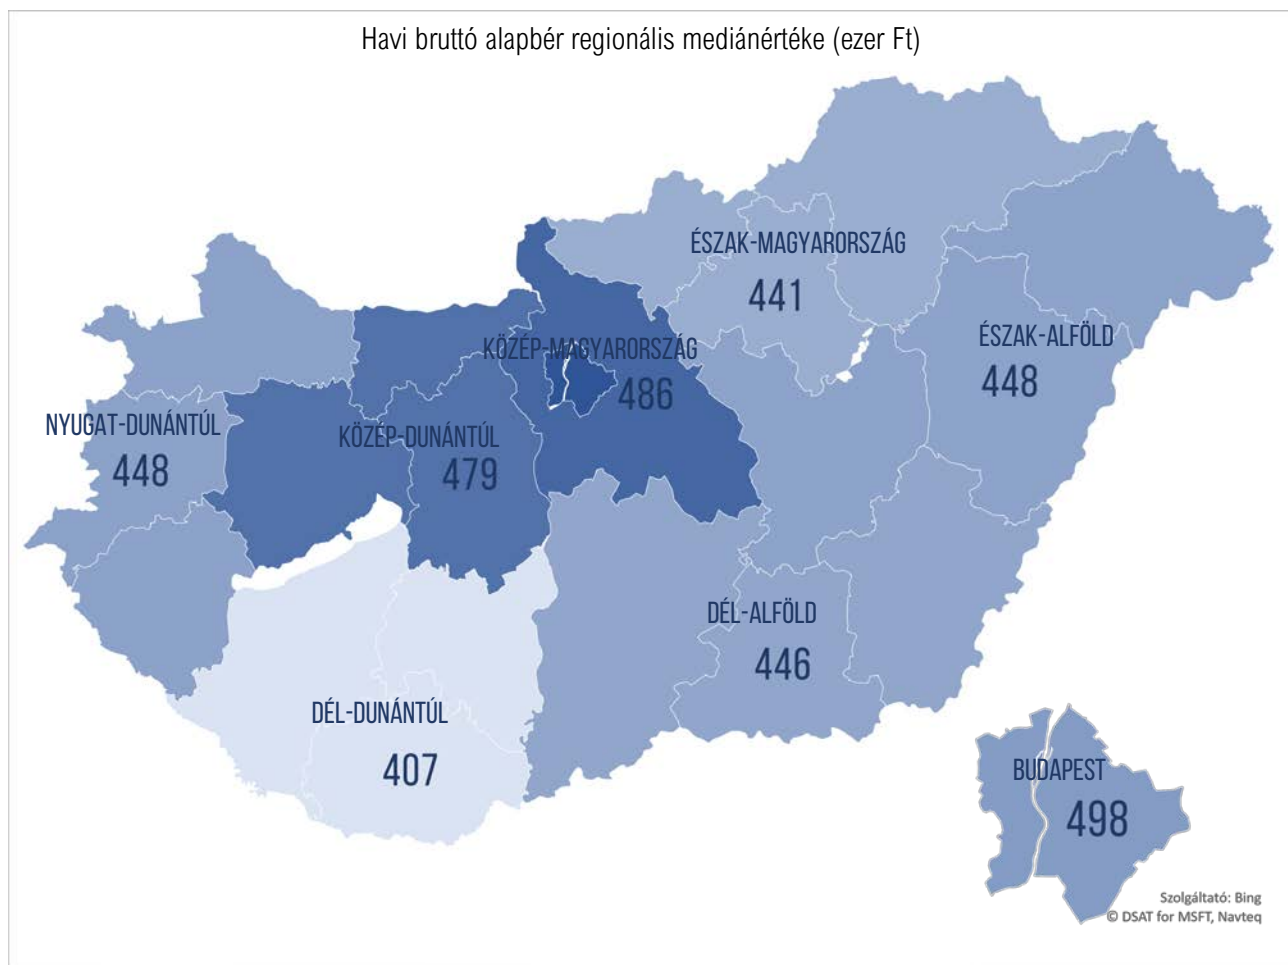 Havi bruttó alapbér regionális mediánértéke (ezer Ft)
ÉSZAK-MAGYARORSZÁG
441
ÉSZAK-ALFÖLD
448
KÖZÉP-MAGYARORSZÁG
486
NYUGAT-DUNÁNTÚL
448
KÖZÉP-DUNÁNTÚL
479
DÉL-ALFÖLD
446
DÉL-DUNÁNTÚL
407
BUDAPEST
498
Szolgáltató: Bing
© DSAT for MSFT, Navteq